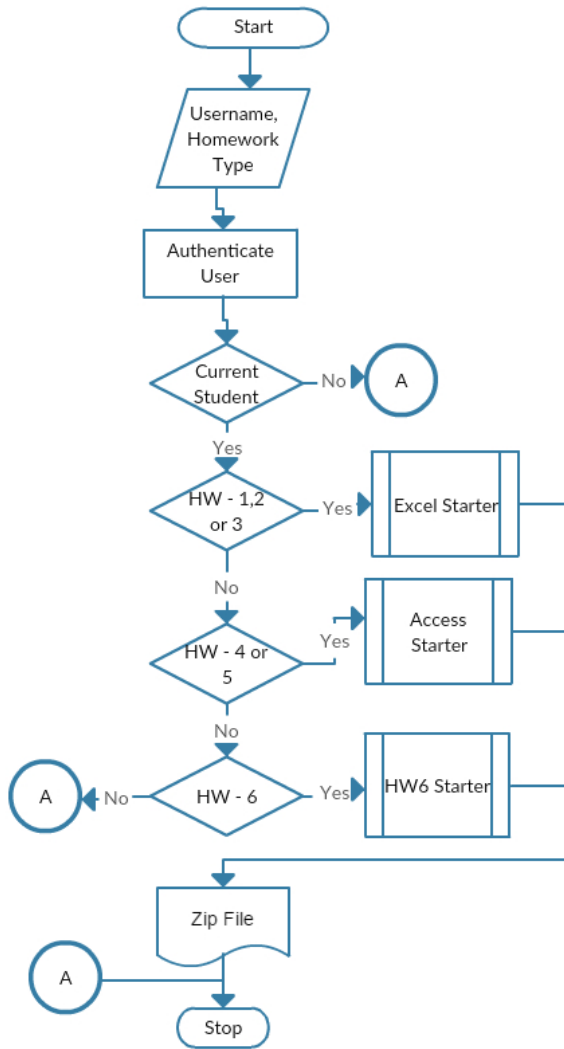 Start
Username,
Homework
Type
Authenticate
User
Current
Student
No
A
Yes
HW - 1,2
or 3
Yes
Excel Starter
No
HW - 4 or
5
Yes
Access
Starter
No
A
No
HW - 6
Yes
HW6 Starter
Zip File
A
Stop